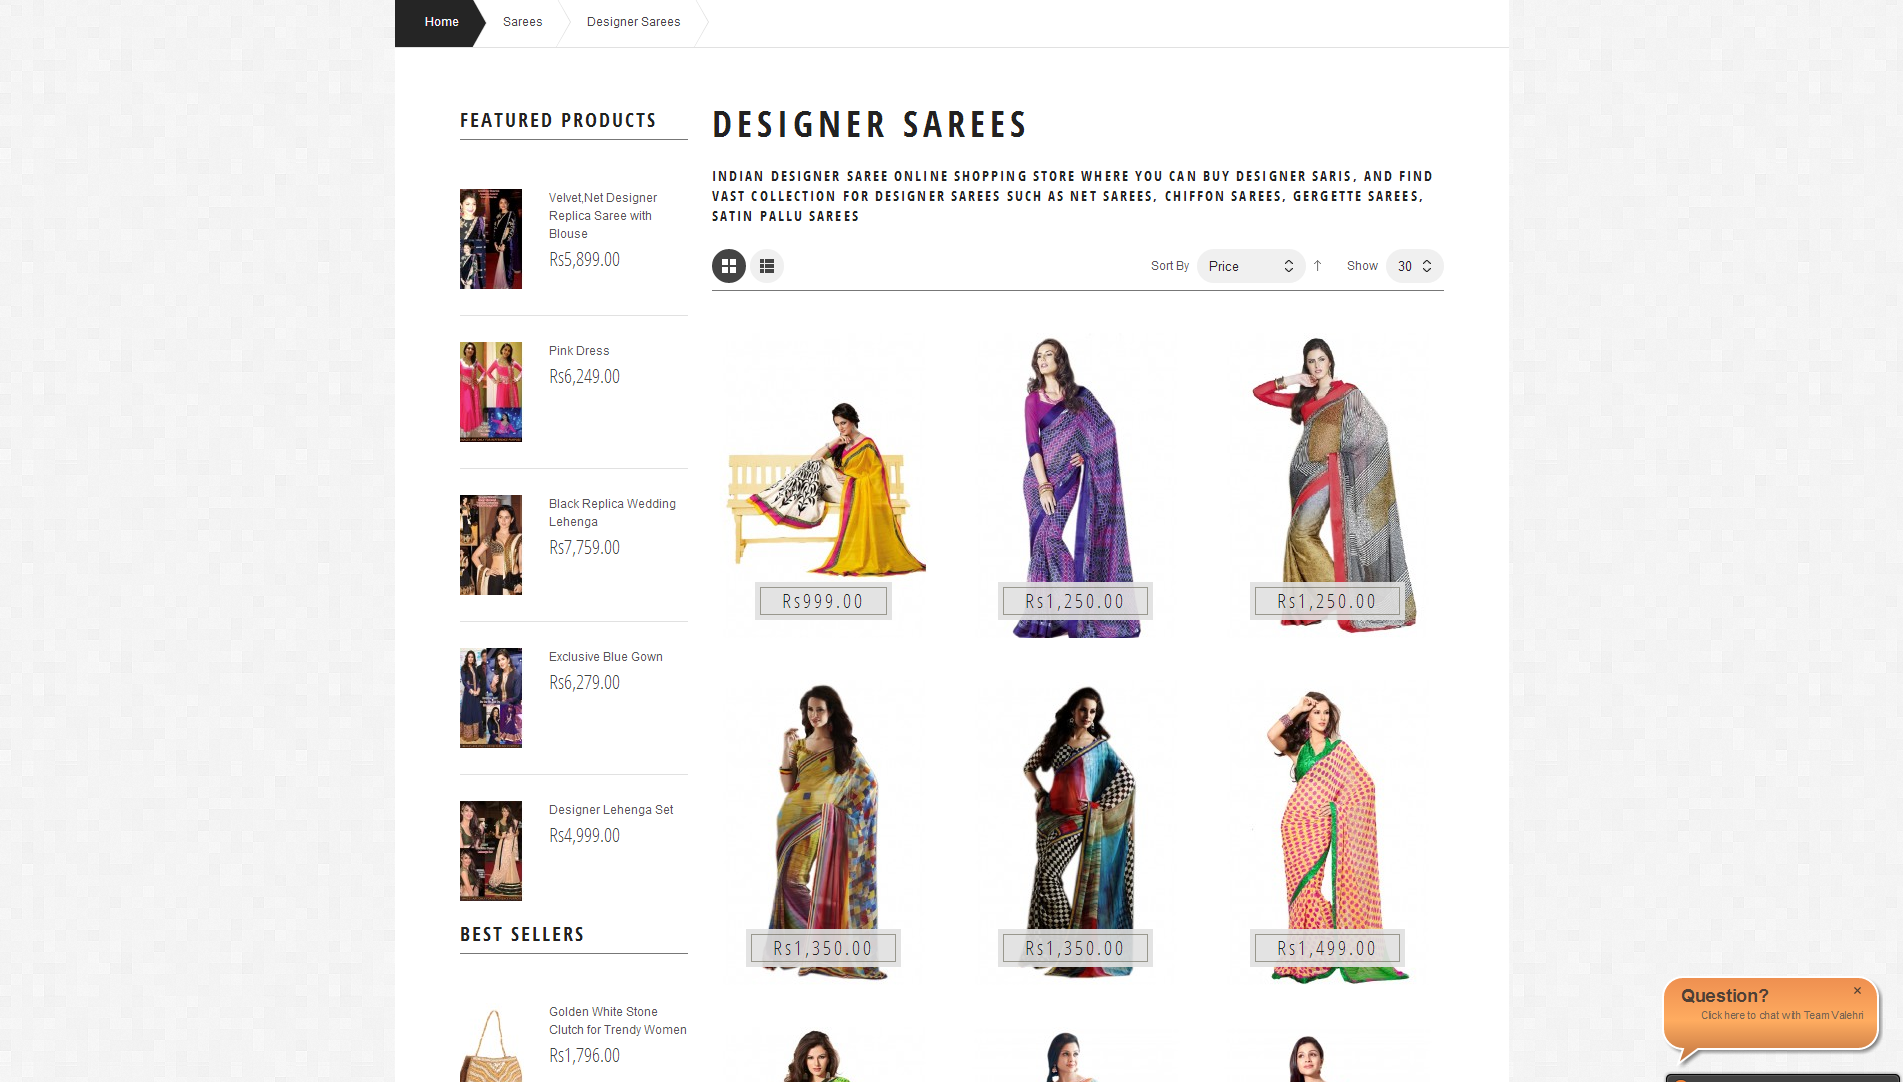 Home
Sarees
Designer Sarees
FEATURED PRODUCTS
Velvet,Net Designer
Replica Saree with
Blouse
Rs5,899.00
Pink Dress
Rs6,249.00
Black Replica Wedding
Lehenga
Rs7,759.00
Exclusive Blue Gown
Rs6,279.00
Designer Lehenga Set
Rs4,999.00
BEST SELLERS
Golden White Stone
Clutch for Trendy Women
Rs1,796.00
DESIGNER SAREES
INDIAN DESIGNER SAREE ONLINE SHOPPING STORE WHERE YOU CAN BUY DESIGNER SARIS, AND FIND
VAST COLLECTION FOR DESIGNER SAREES SUCH AS NET SAREES, CHIFFON SAREES, GERGETTE SAREES,
SATIN PALLU SAREES
Sort By Price Show 30
Rs999.00
Rs1,250.00
Rs1,250.00
Rs1,350.00
Rs1,350.00
Rs1,499.00
Question?
Click here to chat with Team Valehri